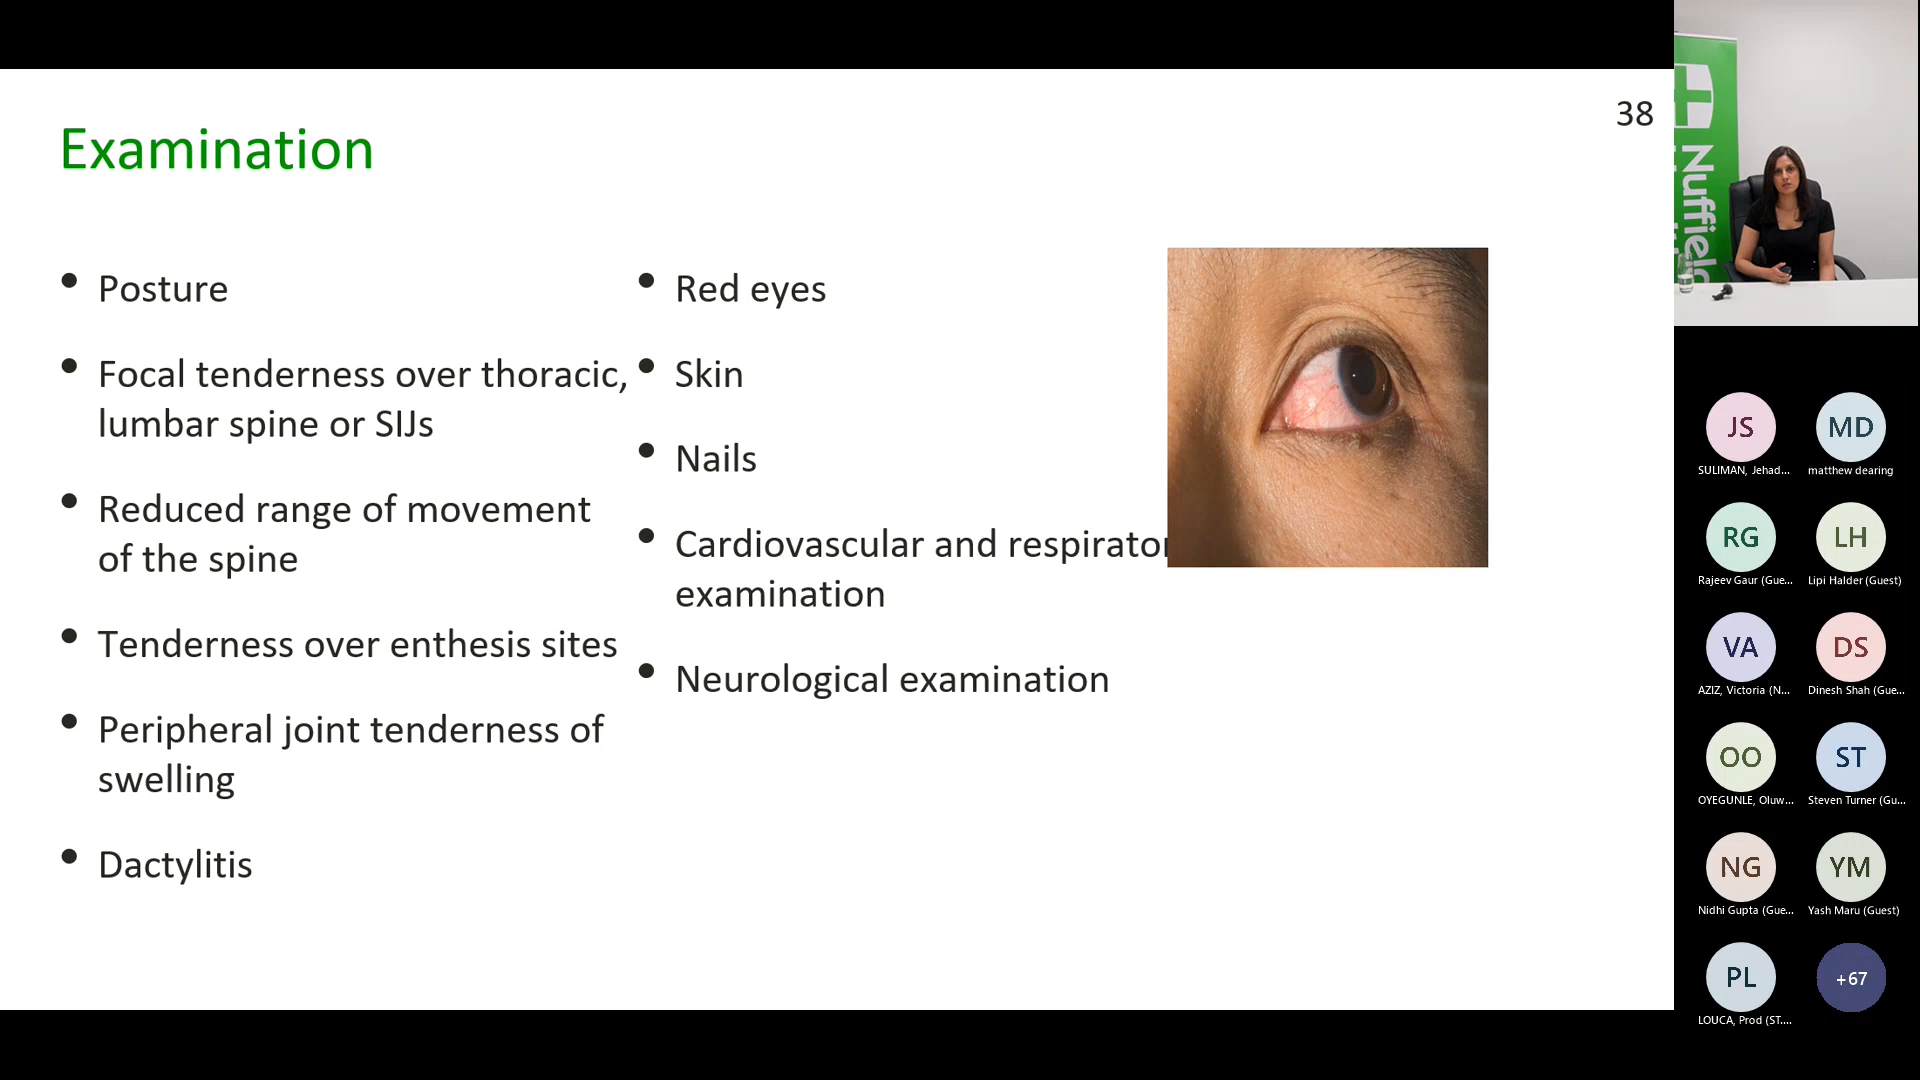 38
Examination
Posture
Focal tenderness over thoracic,
lumbar spine or SIJs
Reduced range of movement
of the spine
Tenderness over enthesis sites
Peripheral joint tenderness of
swelling
Dactylitis
Red eyes
Skin
Nails
Cardiovascular and respirator
examination
Neurological examination
Nuffield
JS
SULIMAN, Jehad...
MD
matthew dearing
RG
Rajeev Gaur (Gue...
LH
Lipi Halder (Guest)
VA
AZIZ, Victoria (N...
DS
Dinesh Shah (Gue...
OO
OYEGUNLE, Oluw...
ST
Steven Turner (Gu...
NG
Nidhi Gupta (Gue...
YM
Yash Maru (Guest)
PL
LOUCA, Prod (ST....
+67